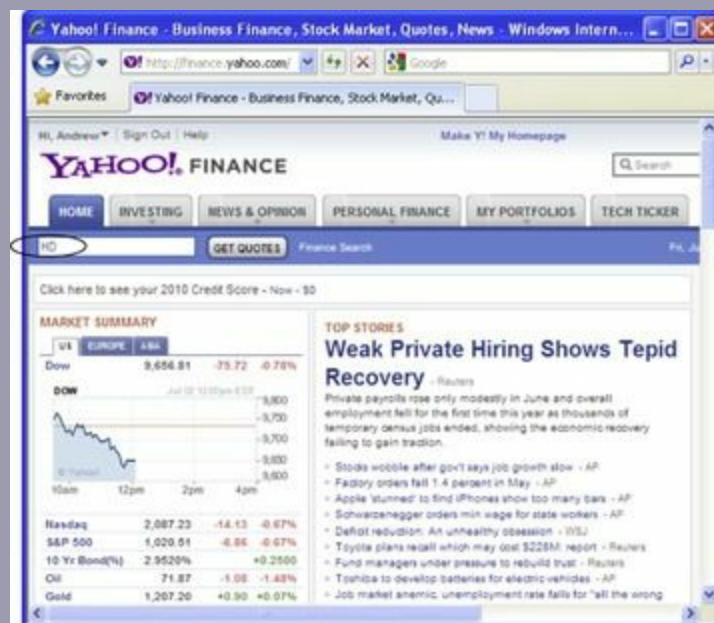 Yahoo! Finance - Business Finance, Stock Market, Quotes, News - Windows Intern...
http://finance.yahoo.com/
Google
Favorites
Yahoo! Finance - Business Finance, Stock Market, Qu...
Hi, Andrew
Sign Out
Help
Make Y! My Homepage
YAHOO! FINANCE
Search
HOME
INVESTING
NEWS & OPINION
PERSONAL FINANCE
MY PORTFOLIOS
TECH TICKER
HD
GET QUOTES
Finance Search
Fri, Ju
Click here to see your 2010 Credit Score - Now - $0
MARKET SUMMARY
US EUROPE ASIA
Dow 9,656.81 -75.72 -0.78%
DOW
9,800
9,750
9,700
9,650
9,600
© Yahoo!
10am 12pm 2pm 4pm
Nasdaq 2,087.23 -14.13 -0.67%
S&P 500 1,020.51 -6.86 -0.67%
10 Yr Bond(%) 2.9520% +0.2500
Oil 71.87 -1.08 -1.48%
Gold 1,207.20 +0.90 +0.07%
TOP STORIES
Weak Private Hiring Shows Tepid
Recovery - Reuters
Private payrolls rose only modestly in June and overall
employment fell for the first time this year as thousands of
temporary census jobs ended, showing the economic recovery
failing to gain traction.
Stocks wobble after gov't says job growth slow - AP
Factory orders fall 1.4 percent in May - AP
Apple 'stunned' to find iPhones show too many bars - AP
Schwarzenegger orders min wage for state workers - AP
Deficit reduction: An unhealthy obsession - WSJ
Toyota plans recall which may cost $228M: report - Reuters
Fund managers under pressure to rebuild trust - Reuters
Toshiba to develop batteries for electric vehicles - AP
Job market anemic, unemployment rate falls for "all the wrong